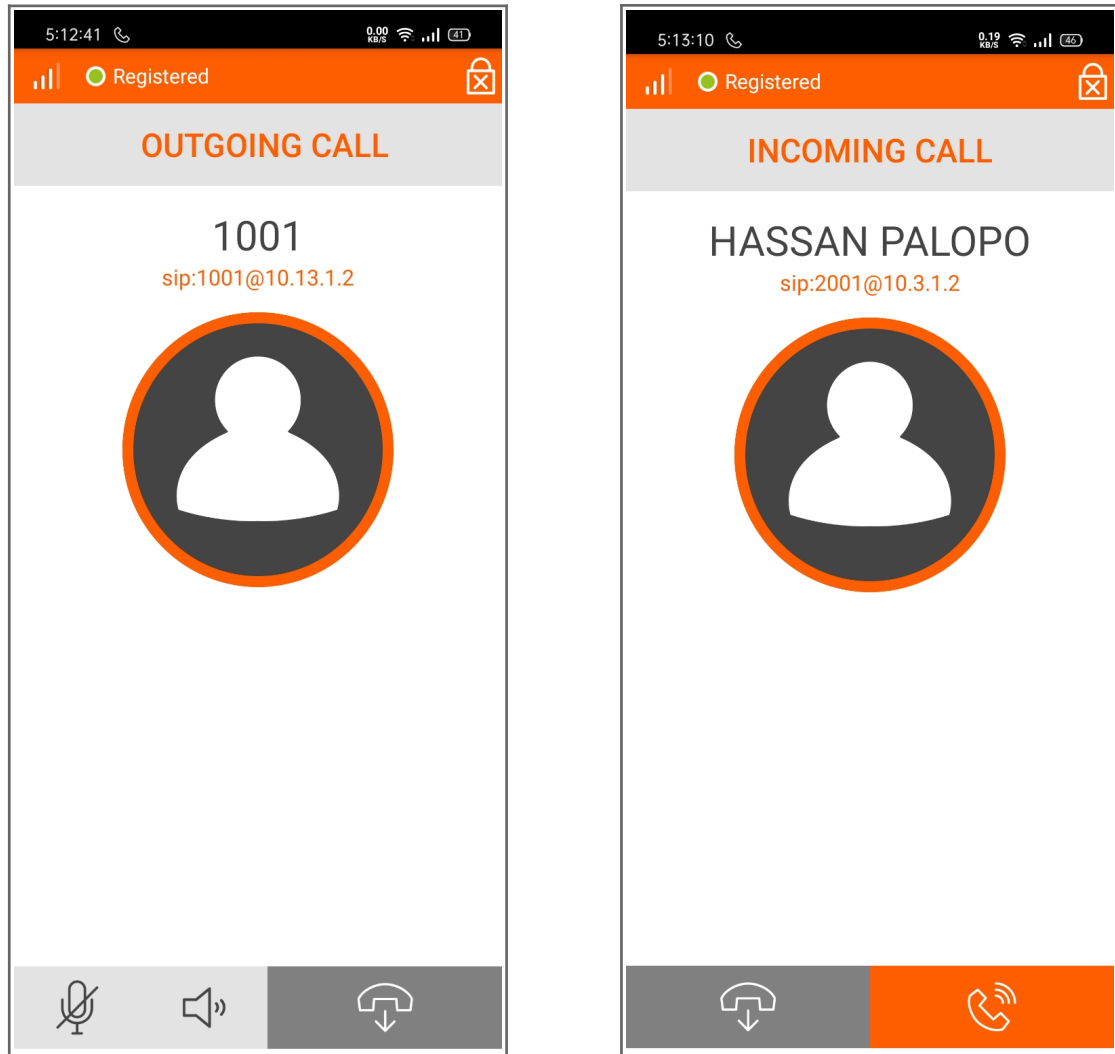 5:12:41
0.00
KB/S
41
Registered
OUTGOING CALL
1001
sip:1001@10.13.1.2
5:13:10
0.19
KB/S
46
Registered
INCOMING CALL
HASSAN PALOPO
sip:2001@10.3.1.2